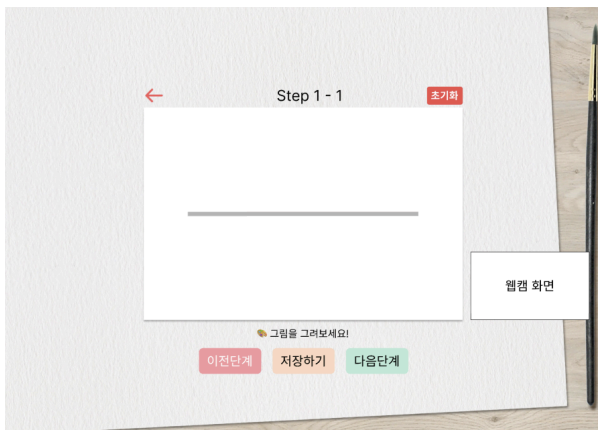 Step 1 - 1
초기화
웹캠 화면
🎨 그림을 그려보세요!
이전단계
저장하기
다음단계